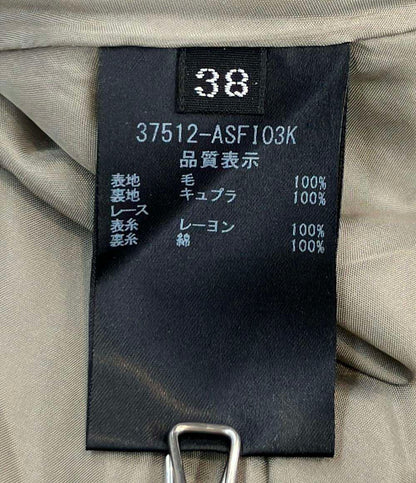 38
37512-ASFI03K
品質表示
表地 毛 100%
裏地 キュプラ 100%
レース
表糸 レーヨン 100%
裏糸 綿 100%